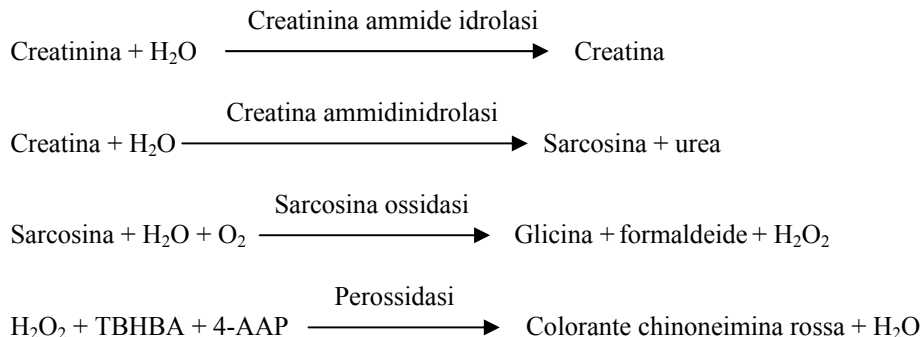 Creatinina ammide idrolasi
Creatinina + H₂O → Creatina
Creatina ammidinidrolasi
Creatina + H₂O → Sarcosina + urea
Sarcosina ossidasi
Sarcosina + H₂O + O₂ → Glicina + formaldeide + H₂O₂
Perossidasi
H₂O₂ + TBHBA + 4-AAP → Colorante chinoneimina rossa + H₂O